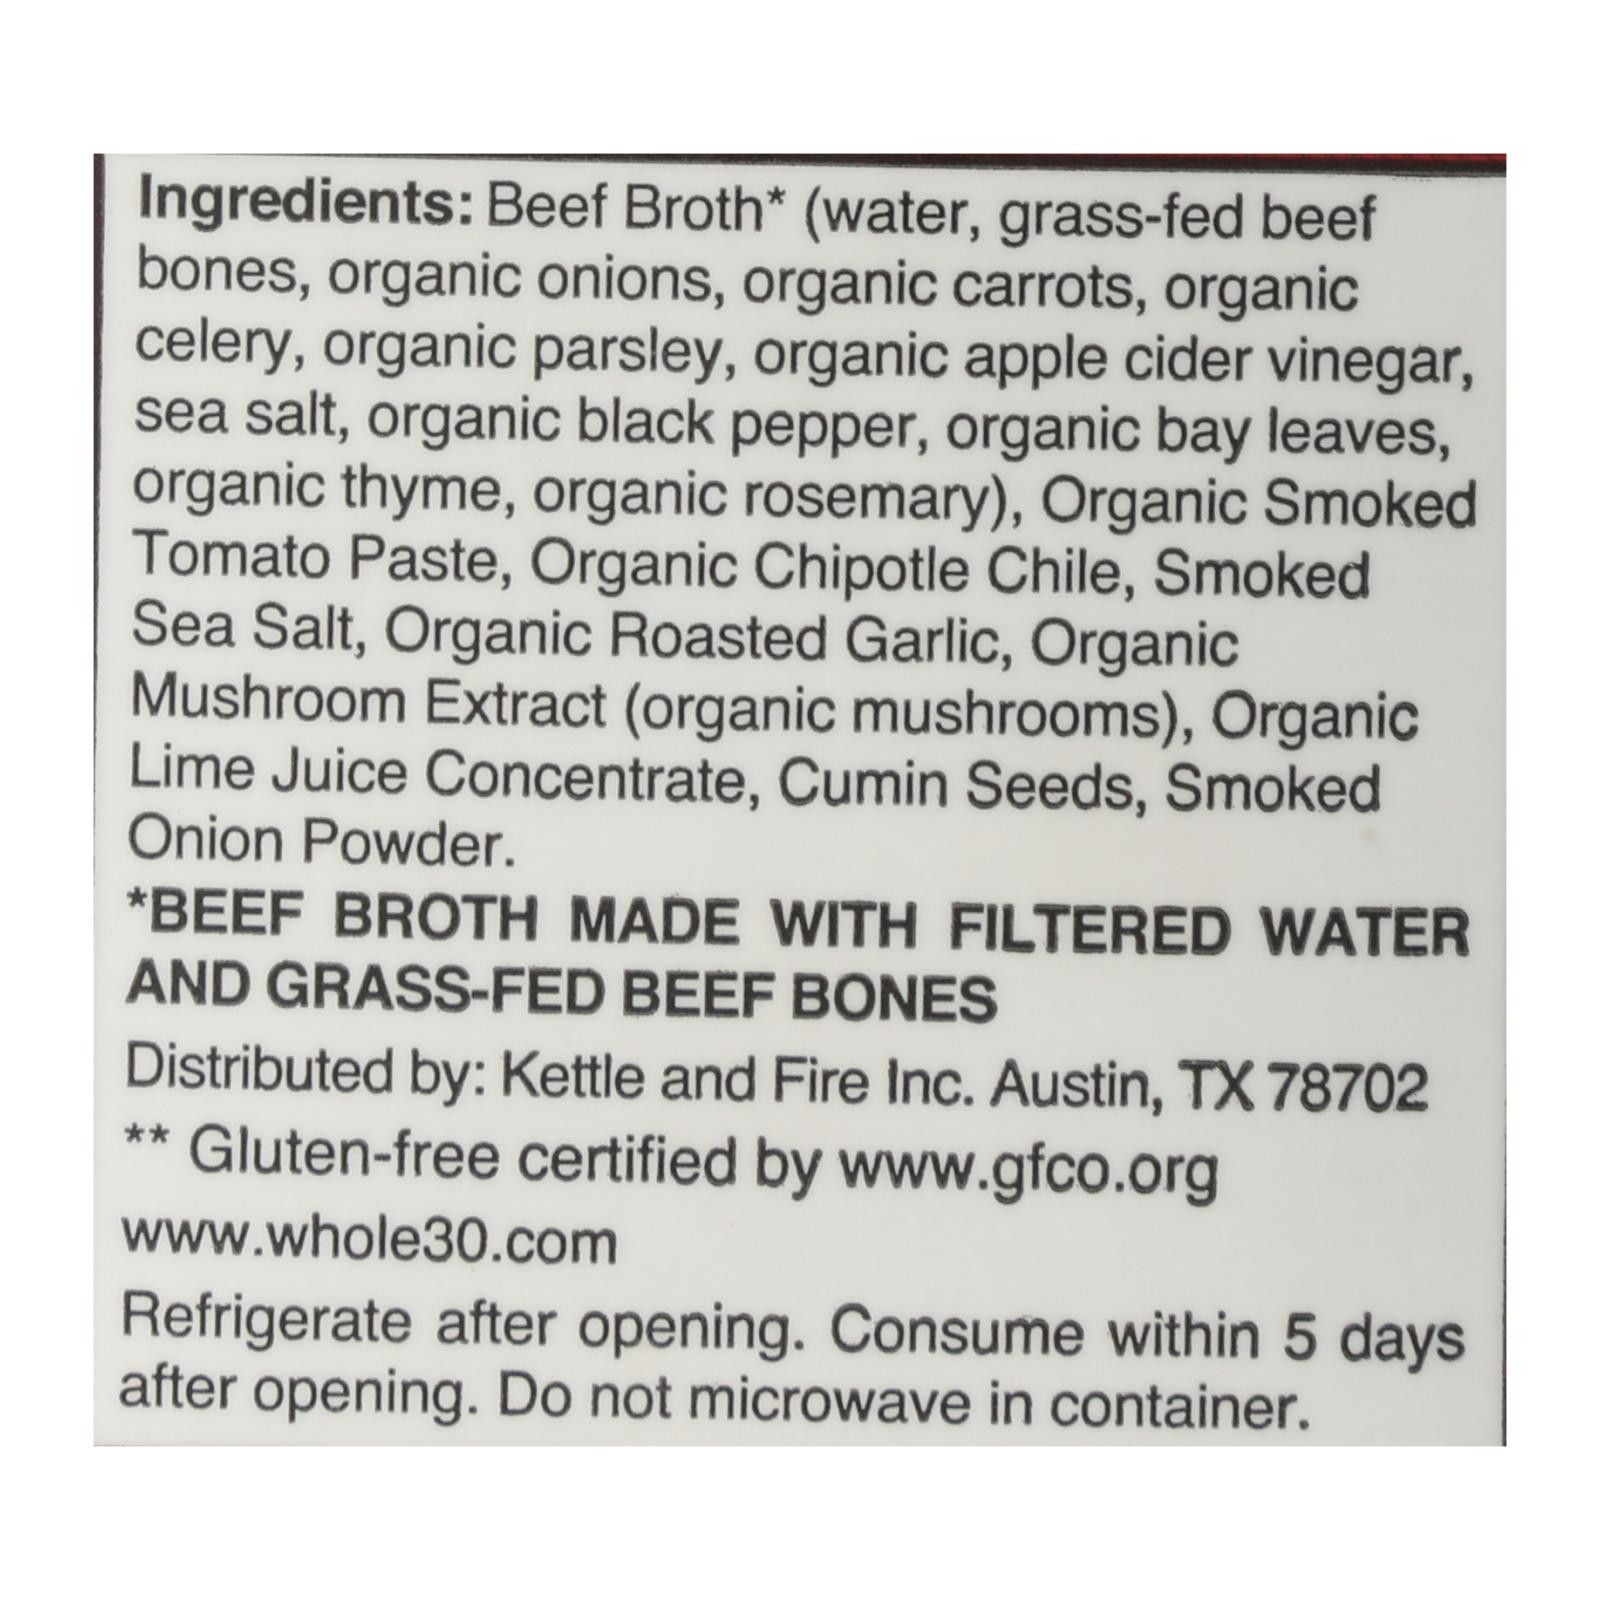 Ingredients: Beef Broth* (water, grass-fed beef
bones, organic onions, organic carrots, organic
celery, organic parsley, organic apple cider vinegar,
sea salt, organic black pepper, organic bay leaves,
organic thyme, organic rosemary), Organic Smoked
Tomato Paste, Organic Chipotle Chile, Smoked
Sea Salt, Organic Roasted Garlic, Organic
Mushroom Extract (organic mushrooms), Organic
Lime Juice Concentrate, Cumin Seeds, Smoked
Onion Powder.
*BEEF BROTH MADE WITH FILTERED WATER
AND GRASS-FED BEEF BONES
Distributed by: Kettle and Fire Inc. Austin, TX 78702
** Gluten-free certified by www.gfco.org
www.whole30.com
Refrigerate after opening. Consume within 5 days
after opening. Do not microwave in container.